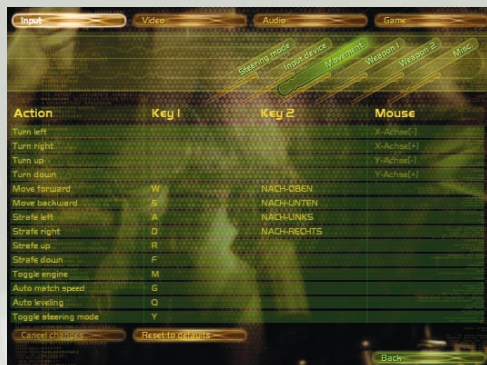 Input Video Audio Game
Steering mode Input device Movement Weapon 1 Weapon 2 Misc.
Action Key 1 Key 2 Mouse
Turn left X-Achse[-]
Turn right X-Achse[+]
Turn up Y-Achse[-]
Turn down Y-Achse[+]
Move forward W NACH-OBEN
Move backward S NACH-UNTEN
Strafe left A NACH-LINKS
Strafe right D NACH-RECHTS
Strafe up R
Strafe down F
Toggle engine M
Auto match speed G
Auto leveling Q
Toggle steering mode Y
Cancel changes Reset to defaults
Back